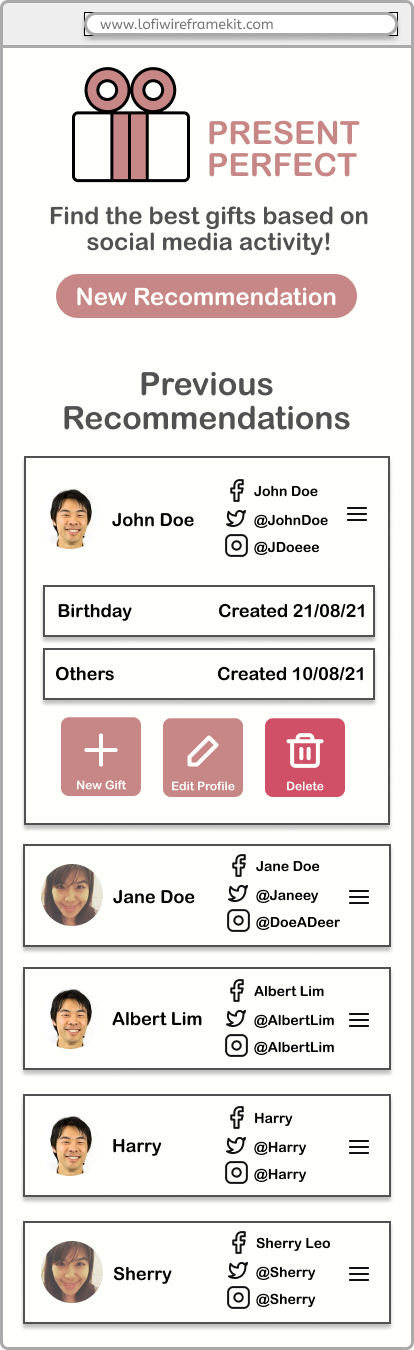 www.lofiwireframekit.com
PRESENT
PERFECT
Find the best gifts based on
social media activity!
New Recommendation
Previous
Recommendations
John Doe
John Doe
@JohnDoe
@JDoeee
Birthday Created 21/08/21
Others Created 10/08/21
New Gift Edit Profile Delete
Jane Doe
Jane Doe
@Janeey
@DoeADeer
Albert Lim
Albert Lim
@AlbertLim
@AlbertLim
Harry
Harry
@Harry
@Harry
Sherry
Sherry Leo
@Sherry
@Sherry